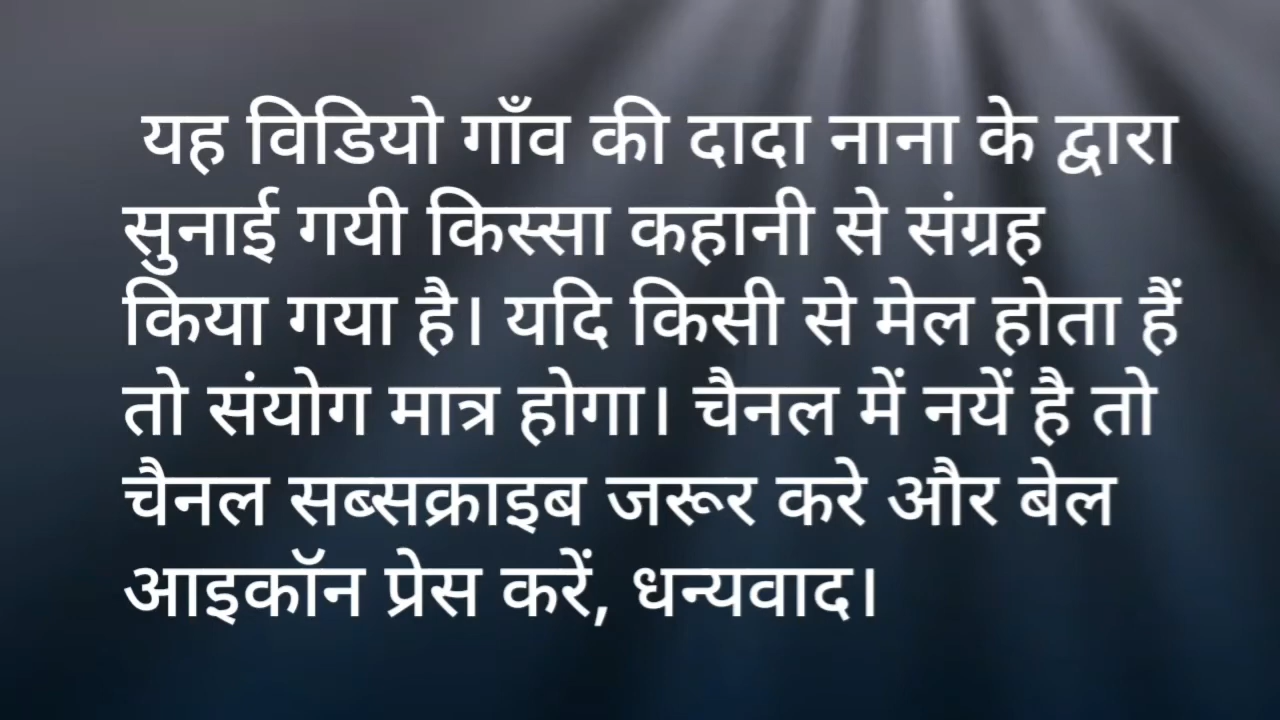 यह विडियो गाँव की दादा नाना के द्वारा
सुनाई गयी किस्सा कहानी से संग्रह
किया गया है। यदि किसी से मेल होता हैं
तो संयोग मात्र होगा। चैनल में नयें है तो
चैनल सब्सक्राइब जरूर करे और बेल
आइकॉन प्रेस करें, धन्यवाद।